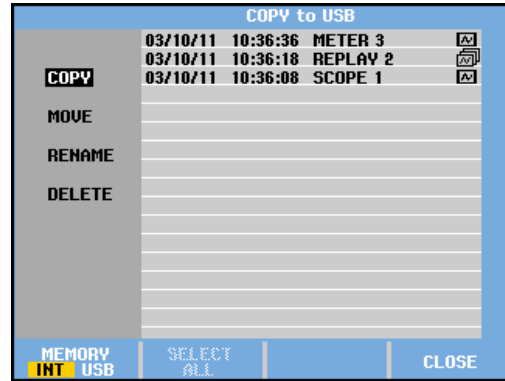 COPY to USB
03/10/11 10:36:36 METER 3
03/10/11 10:36:18 REPLAY 2
COPY 03/10/11 10:36:08 SCOPE 1
MOVE
RENAME
DELETE
MEMORY SELECT CLOSE
INT USB ALL